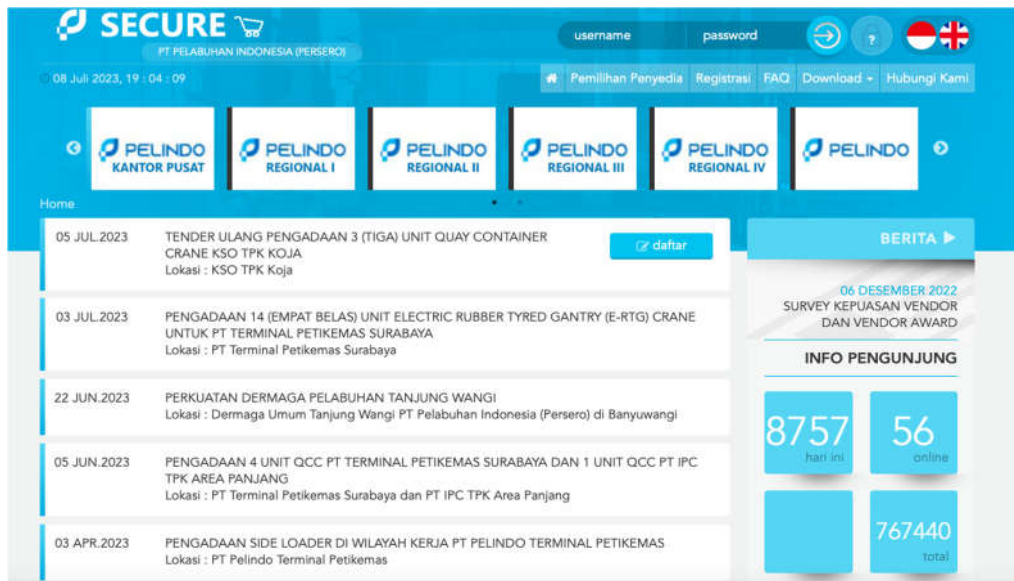 SECURE
PT PELABUHAN INDONESIA (PERSERO)
username password ?
08 Juli 2023, 19 : 04 : 09
Pemilihan Penyedia Registrasi FAQ Download Hubungi Kami
PELINDO
KANTOR PUSAT
PELINDO
REGIONAL I
PELINDO
REGIONAL II
PELINDO
REGIONAL III
PELINDO
REGIONAL IV
PELINDO
Home
05 JUL.2023
TENDER ULANG PENGADAAN 3 (TIGA) UNIT QUAY CONTAINER
CRANE KSO TPK KOJA
Lokasi : KSO TPK Koja
daftar
03 JUL.2023
PENGADAAN 14 (EMPAT BELAS) UNIT ELECTRIC RUBBER TYRED GANTRY (E-RTG) CRANE
UNTUK PT TERMINAL PETIKEMAS SURABAYA
Lokasi : PT Terminal Petikemas Surabaya
22 JUN.2023
PERKUATAN DERMAGA PELABUHAN TANJUNG WANGI
Lokasi : Dermaga Umum Tanjung Wangi PT Pelabuhan Indonesia (Persero) di Banyuwangi
05 JUN.2023
PENGADAAN 4 UNIT QCC PT TERMINAL PETIKEMAS SURABAYA DAN 1 UNIT QCC PT IPC
TPK AREA PANJANG
Lokasi : PT Terminal Petikemas Surabaya dan PT IPC TPK Area Panjang
03 APR.2023
PENGADAAN SIDE LOADER DI WILAYAH KERJA PT PELINDO TERMINAL PETIKEMAS
Lokasi : PT Pelindo Terminal Petikemas
BERITA
06 DESEMBER 2022
SURVEY KEPUASAN VENDOR
DAN VENDOR AWARD
INFO PENGUNJUNG
8757
hari ini
56
online
767440
total